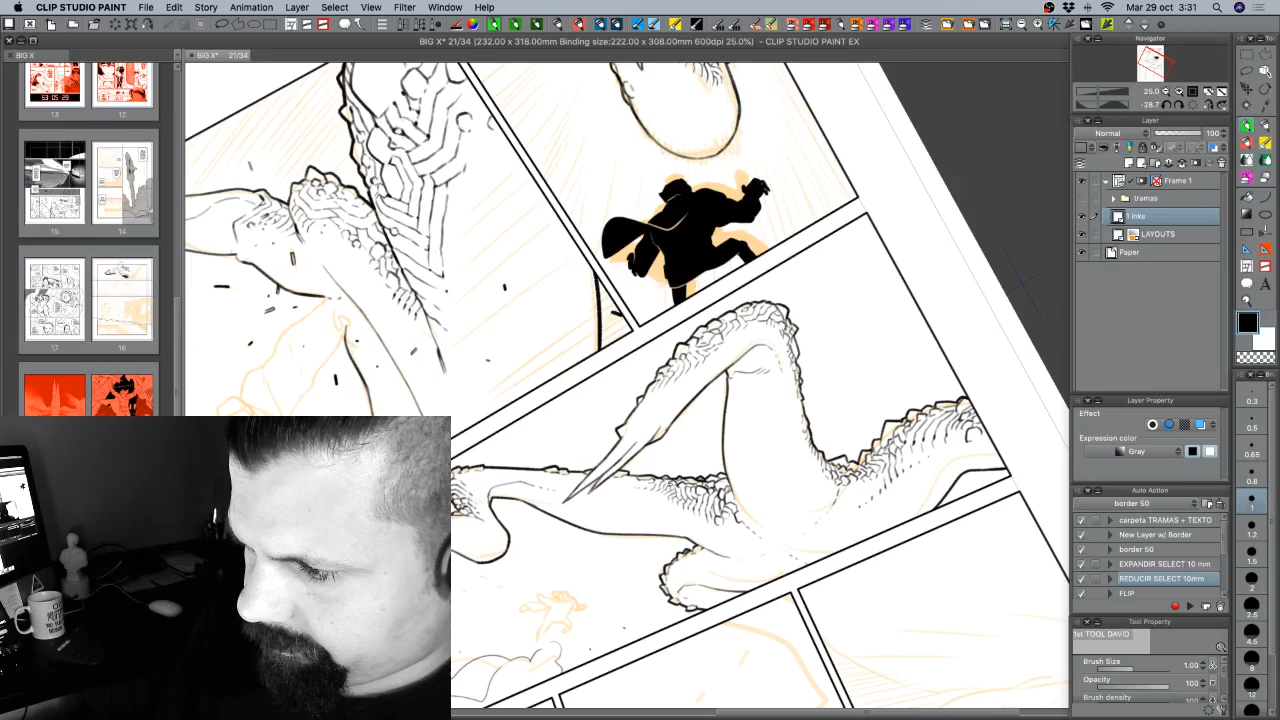 CLIP STUDIO PAINT File Edit Story Animation Layer Select View Filter Window Help Mar 29 oct 3:31
BIG X* 21/34 (232.00 x 318.00mm Binding size:222.00 x 308.00mm 600dpi 25.0%) - CLIP STUDIO PAINT EX
BIG X
BIG X* 21/34
13 12
15 14
17 16
Navigator
25.0
-28.7
Layer
Normal 100
Frame 1
tramas
1 inks
LAYOUTS
Paper
Layer Property
Effect
Expression color
Gray
Auto Action
border 50
carpeta TRAMAS + TEXTO
New Layer w/ Border
border 50
EXPANDIR SELECT 10 mm
REDUCIR SELECT 10mm
FLIP
Tool Property
1st TOOL DAVID
Brush Size 1.00
Opacity 100
Brush density 100
To
0.3
0.5
0.65
0.8
1
1.2
1.5
2
2.5
4.5
8
12